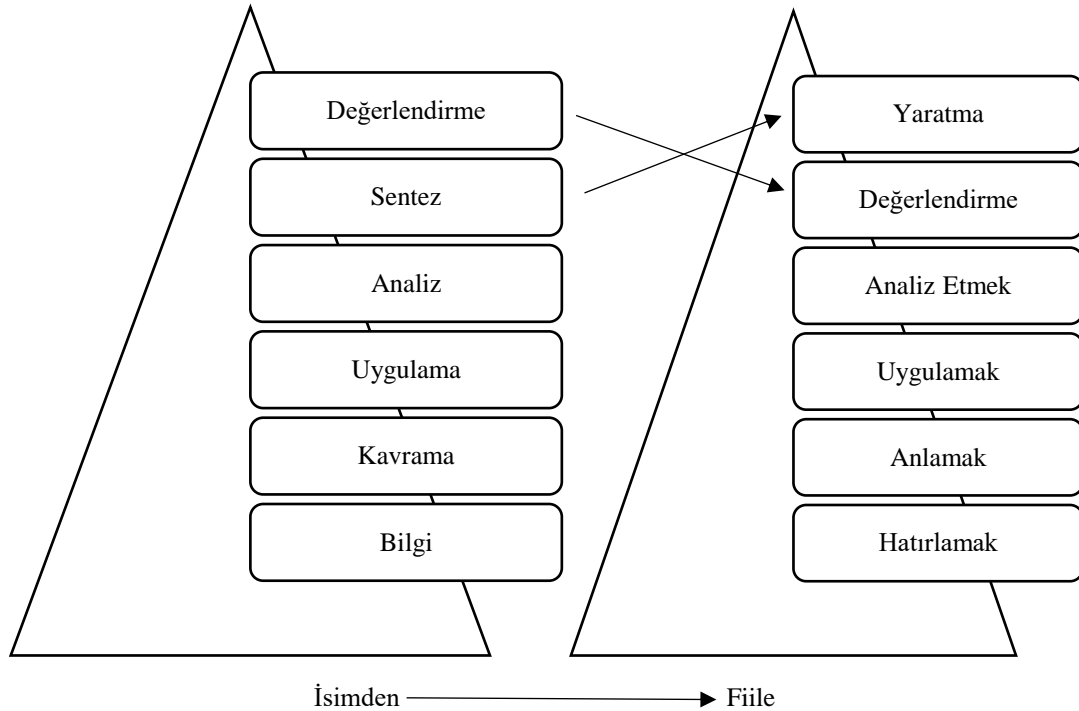 Değerlendirme
Sentez
Analiz
Uygulama
Kavrama
Bilgi
Yaratma
Değerlendirme
Analiz Etmek
Uygulamak
Anlamak
Hatırlamak
İsimden
Fiile